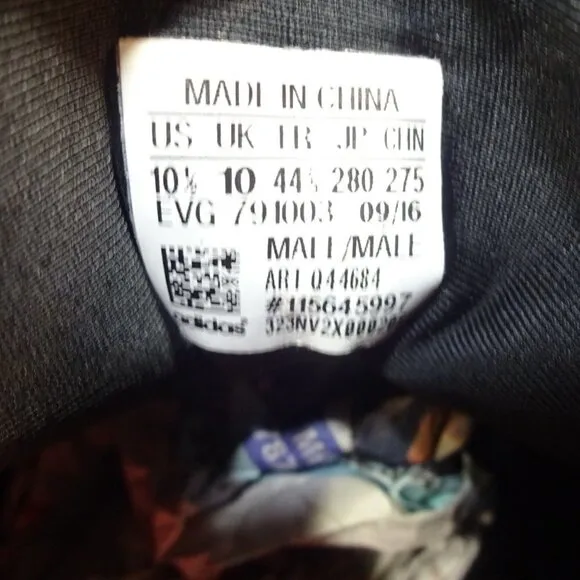 MADE IN CHINA
US UK FR JP CHN
10½ 10 44⅔ 280 275
EVG 791003 09/16
MALE/MALE
ART Q44684
#115645997
adidas